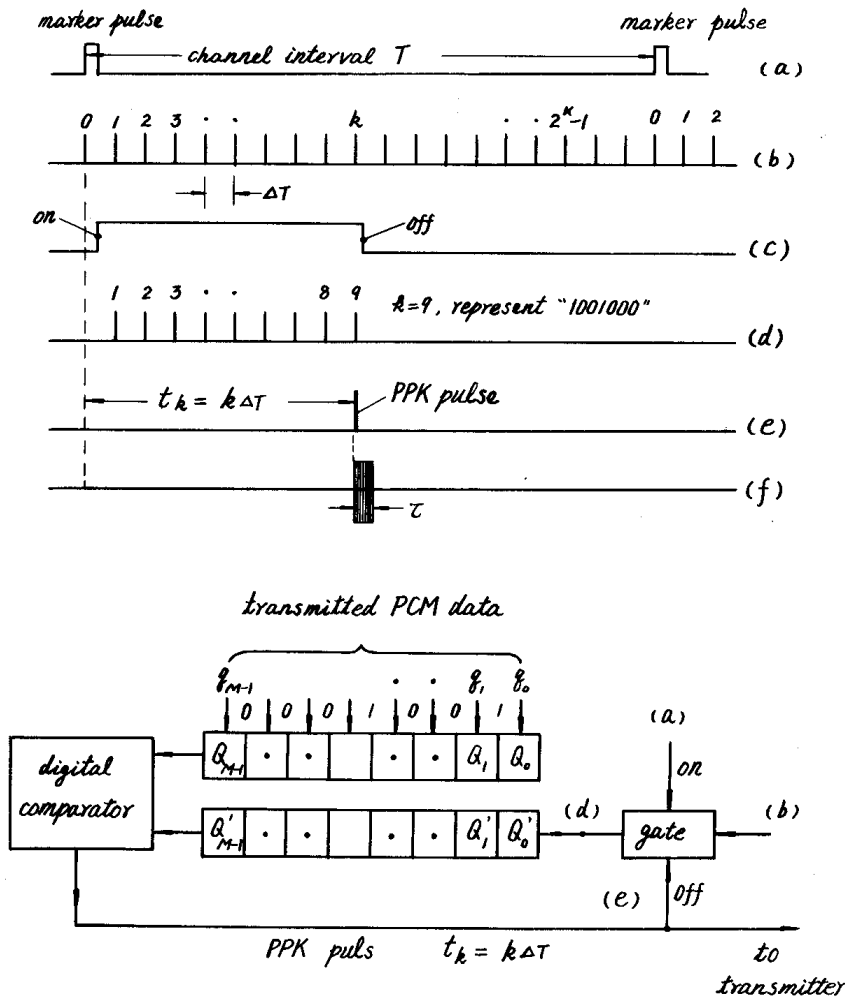 marker pulse
marker pulse
channel interval T
(a)
0 1 2 3 · · k · · 2^K-1 0 1 2
(b)
ΔT
on
off
(c)
1 2 3 · · 8 9
k=9, represent "1001000"
(d)
t_k = k ΔT
PPK pulse
(e)
(f)
τ
transmitted PCM data
q_M-1 · · q_1 q_0
0 0 0 1 0 0 1
(a)
on
Q_M-1 · · · · Q_1 Q_0
digital
comparator
Q'_M-1 · · · · Q'_1 Q'_0
(d)
gate
(b)
(e)
off
PPK puls t_k = k ΔT
to
transmitter